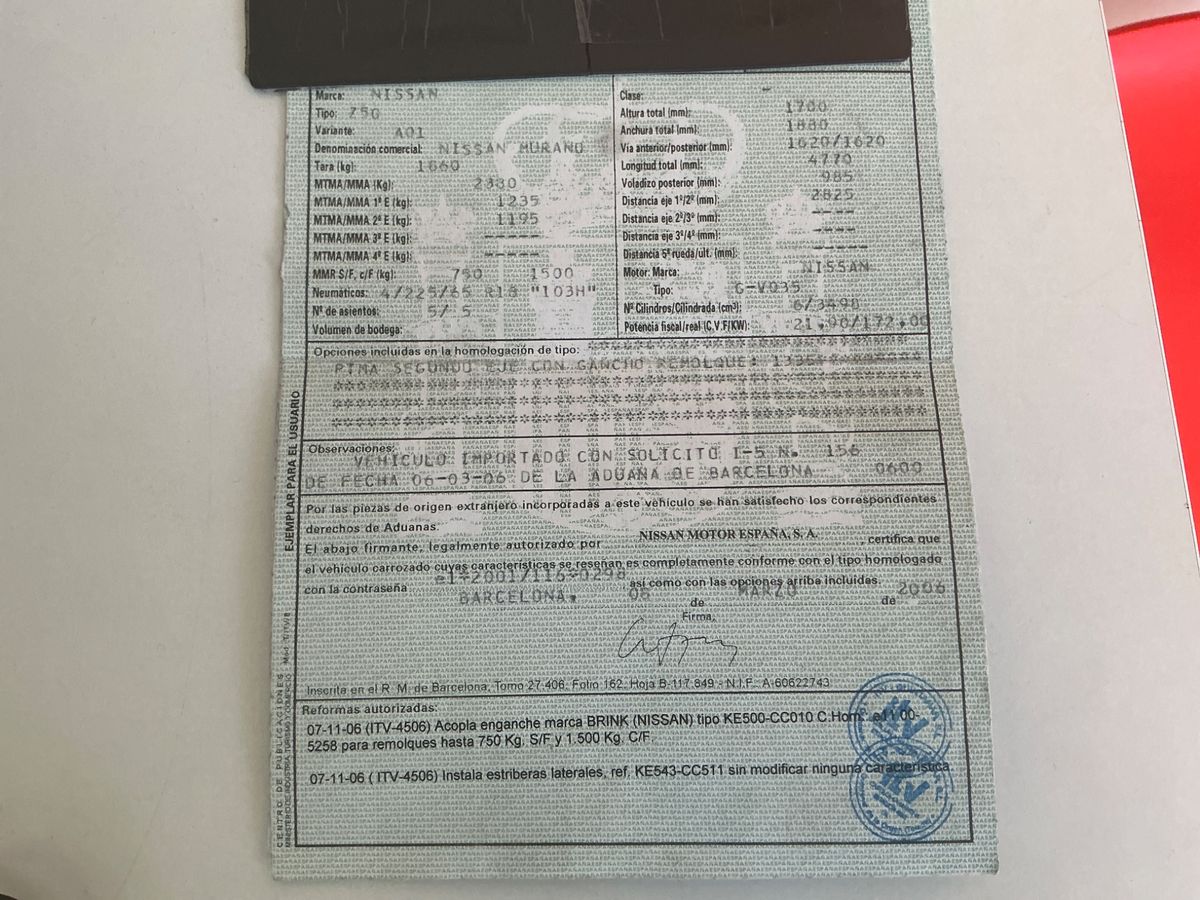 Marca: NISSAN
Tipo: Z50
Variante: A01
Denominación comercial: NISSAN MURANO
Tara (kg): 1860
MTMA/MMA (Kg): 2380
MTMA/MMA 1º E (kg): 1235
MTMA/MMA 2º E (kg): 1195
MTMA/MMA 3º E (kg): -----
MTMA/MMA 4º E (kg): -----
MMR S/F, c/F (kg): 750 1500
Neumáticos: 4/225/65 R18 "103H"
Nº de asientos: 5/ 5
Volumen de bodega:
Clase: -
Altura total (mm): 1700
Anchura total (mm): 1880
Vía anterior/posterior (mm): 1620/1620
Longitud total (mm): 4770
Voladizo posterior (mm): 985
Distancia eje 1º/2º (mm): 2825
Distancia eje 2º/3º (mm): ----
Distancia eje 3º/4º (mm): ----
Distancia 5ª rueda/ult. (mm): -----
Motor: Marca: NISSAN
Tipo: G-VQ35
Nº Cilindros/Cilindrada (cm³): 6/3498
Potencia fiscal/real (C.V.F/KW): 21,90/172,00
Opciones incluidas en la homologación de tipo:
PTMA SEGUNDO EJE CON GANCHO REMOLQUE: 1335
Observaciones:
VEHICULO IMPORTADO CON SOLICITO I-5 N. 156
DE FECHA 06-03-06 DE LA ADUANA DE BARCELONA 0600
EJEMPLAR PARA EL USUARIO
Por las piezas de origen extranjero incorporadas a este vehículo se han satisfecho los correspondientes
derechos de Aduanas.
El abajo firmante, legalmente autorizado por NISSAN MOTOR ESPAÑA, S. A. , certifica que
el vehículo carrozado cuyas características se reseñan es completamente conforme con el tipo homologado
con la contraseña e1*2001/116*0298 así como con las opciones arriba incluidas.
BARCELONA, 06 de MARZO de 2006
Firma,
Inscrita en el R. M. de Barcelona, Tomo 27.406, Folio 162, Hoja B-117.849 - N.I.F.: A-60622743
CENTRO DE PUBLICACIONES
MINISTERIO DE INDUSTRIA, TURISMO Y COMERCIO
Reformas autorizadas:
07-11-06 (ITV-4506) Acopla enganche marca BRINK (NISSAN) tipo KE500-CC010 C.Hom: e11 00-
5258 para remolques hasta 750 Kg. S/F y 1.500 Kg. C/F.
07-11-06 ( ITV-4506) Instala estriberas laterales, ref. KE543-CC511 sin modificar ninguna característica
ITV
ITV